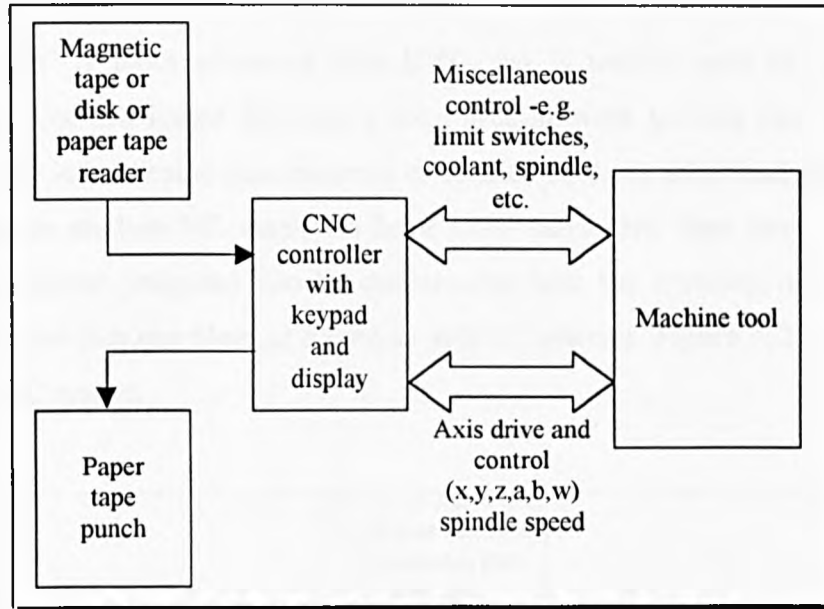 Magnetic
tape or
disk or
paper tape
reader
Miscellaneous
control -e.g.
limit switches,
coolant, spindle,
etc.
CNC
controller
with
keypad
and
display
Machine tool
Paper
tape
punch
Axis drive and
control
(x,y,z,a,b,w)
spindle speed